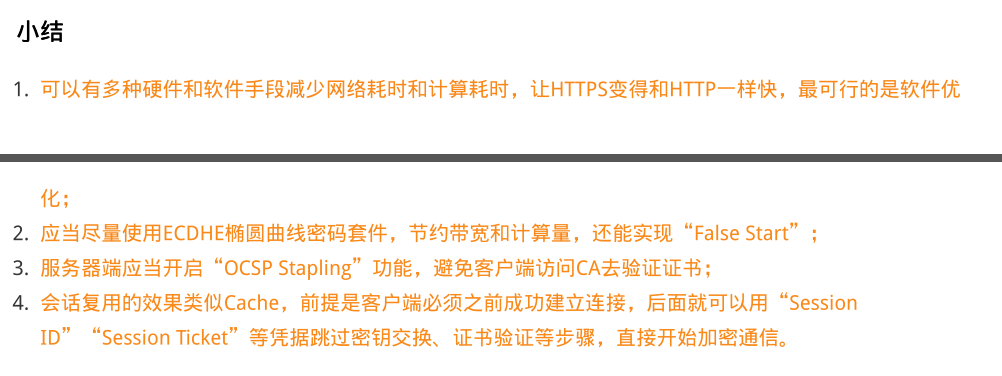 小结
1. 可以有多种硬件和软件手段减少网络耗时和计算耗时，让HTTPS变得和HTTP一样快，最可行的是软件优
化；
2. 应当尽量使用ECDHE椭圆曲线密码套件，节约带宽和计算量，还能实现“False Start”；
3. 服务器端应当开启“OCSP Stapling”功能，避免客户端访问CA去验证证书；
4. 会话复用的效果类似Cache，前提是客户端必须之前成功建立连接，后面就可以用“Session
ID”“Session Ticket”等凭据跳过密钥交换、证书验证等步骤，直接开始加密通信。